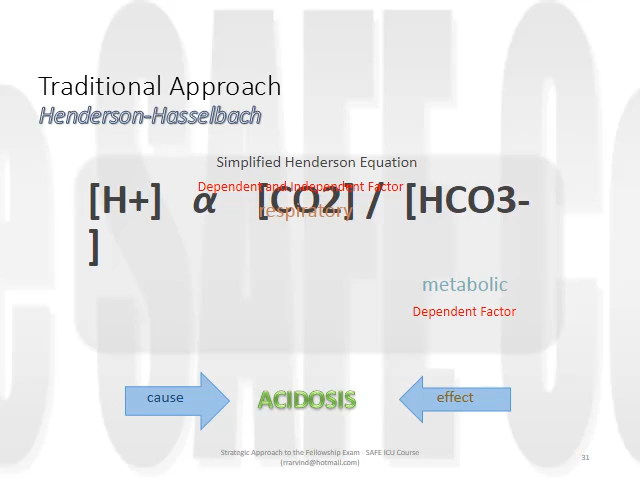 Traditional Approach
Henderson-Hasselbach
Simplified Henderson Equation
Dependent and Independent Factor
[H+] α [CO2] / [HCO3-
]
respiratory
metabolic
Dependent Factor
cause
ACIDOSIS
effect
Strategic Approach to the Fellowship Exam - SAFE ICU Course
(rrarvind@hotmail.com)
31